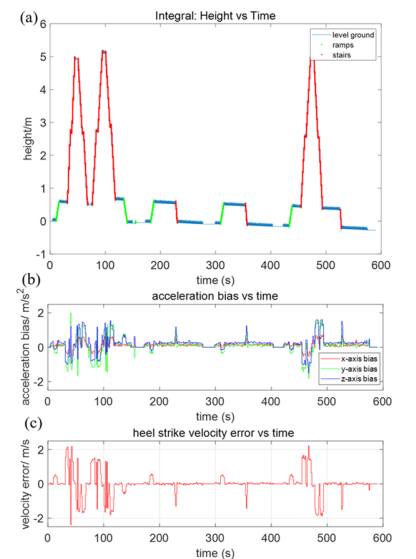 (a)
Integral: Height vs Time
level ground
ramps
stairs
6
5
4
3
2
1
0
-1
height/m
0 100 200 300 400 500 600
time (s)
(b)
acceleration bias vs time
2
0
-2
acceleration bias/ m/s²
x-axis bias
y-axis bias
z-axis bias
0 100 200 300 400 500 600
time (s)
(c)
heel strike velocity error vs time
2
0
-2
velocity error/ m/s
0 100 200 300 400 500 600
time (s)